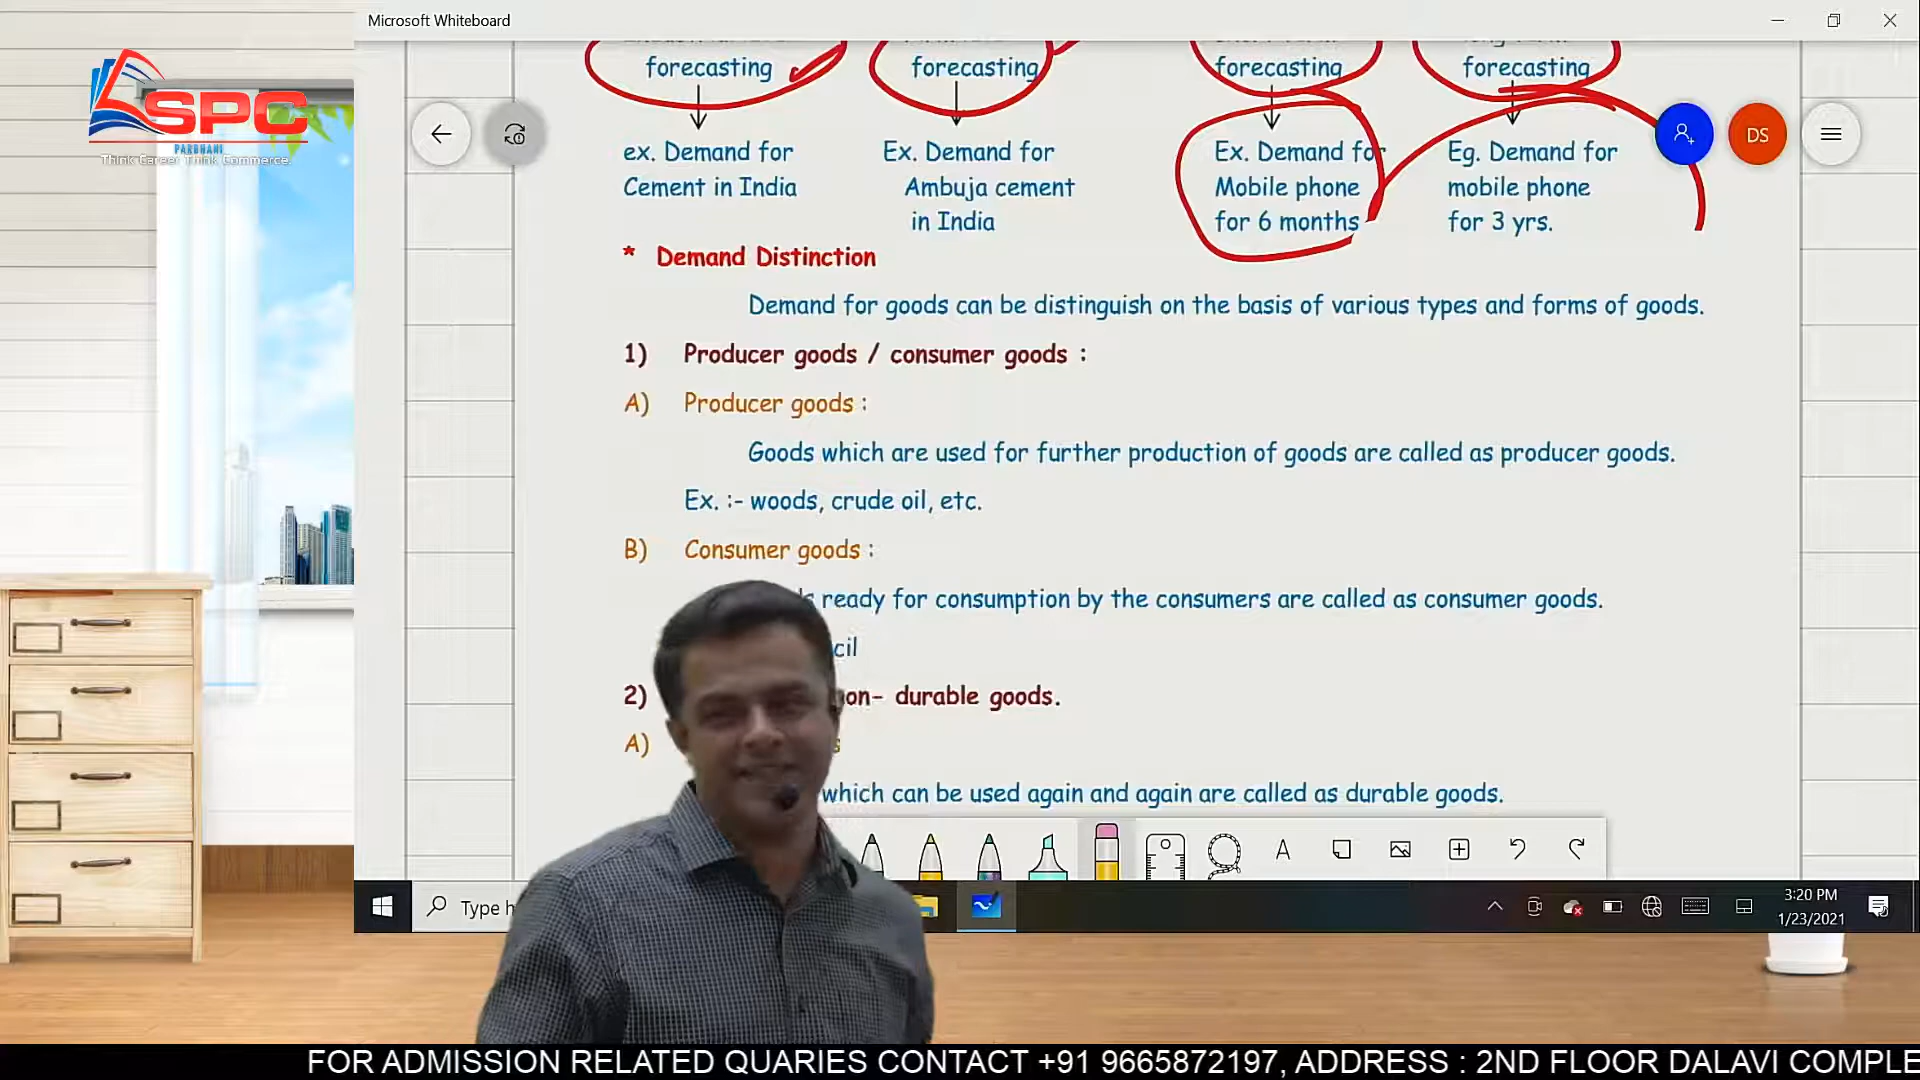 Microsoft Whiteboard
SPC
PARBHANI
Think Career Think Commerce.
forecasting forecasting forecasting forecasting
DS
ex. Demand for Ex. Demand for Ex. Demand for Eg. Demand for
Cement in India Ambuja cement Mobile phone mobile phone
in India for 6 months for 3 yrs.
* Demand Distinction
Demand for goods can be distinguish on the basis of various types and forms of goods.
1) Producer goods / consumer goods :
A) Producer goods :
Goods which are used for further production of goods are called as producer goods.
Ex. :- woods, crude oil, etc.
B) Consumer goods :
ready for consumption by the consumers are called as consumer goods.
cil
2) non- durable goods.
A)
which can be used again and again are called as durable goods.
Type h
3:20 PM
1/23/2021
FOR ADMISSION RELATED QUARIES CONTACT +91 9665872197, ADDRESS : 2ND FLOOR DALAVI COMPLE